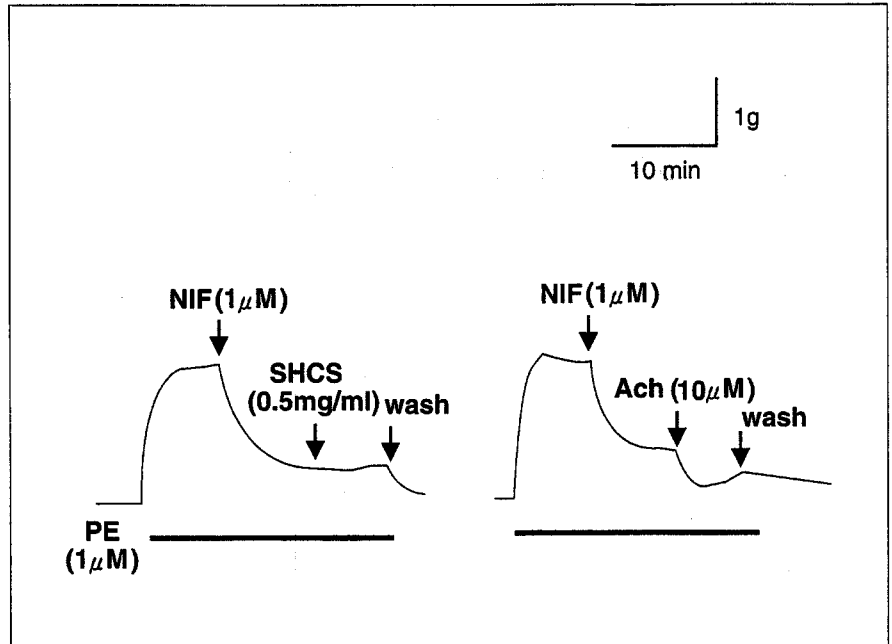 1g
10 min
NIF(1μM)
SHCS
(0.5mg/ml)
wash
PE
(1μM)
NIF(1μM)
Ach (10μM)
wash